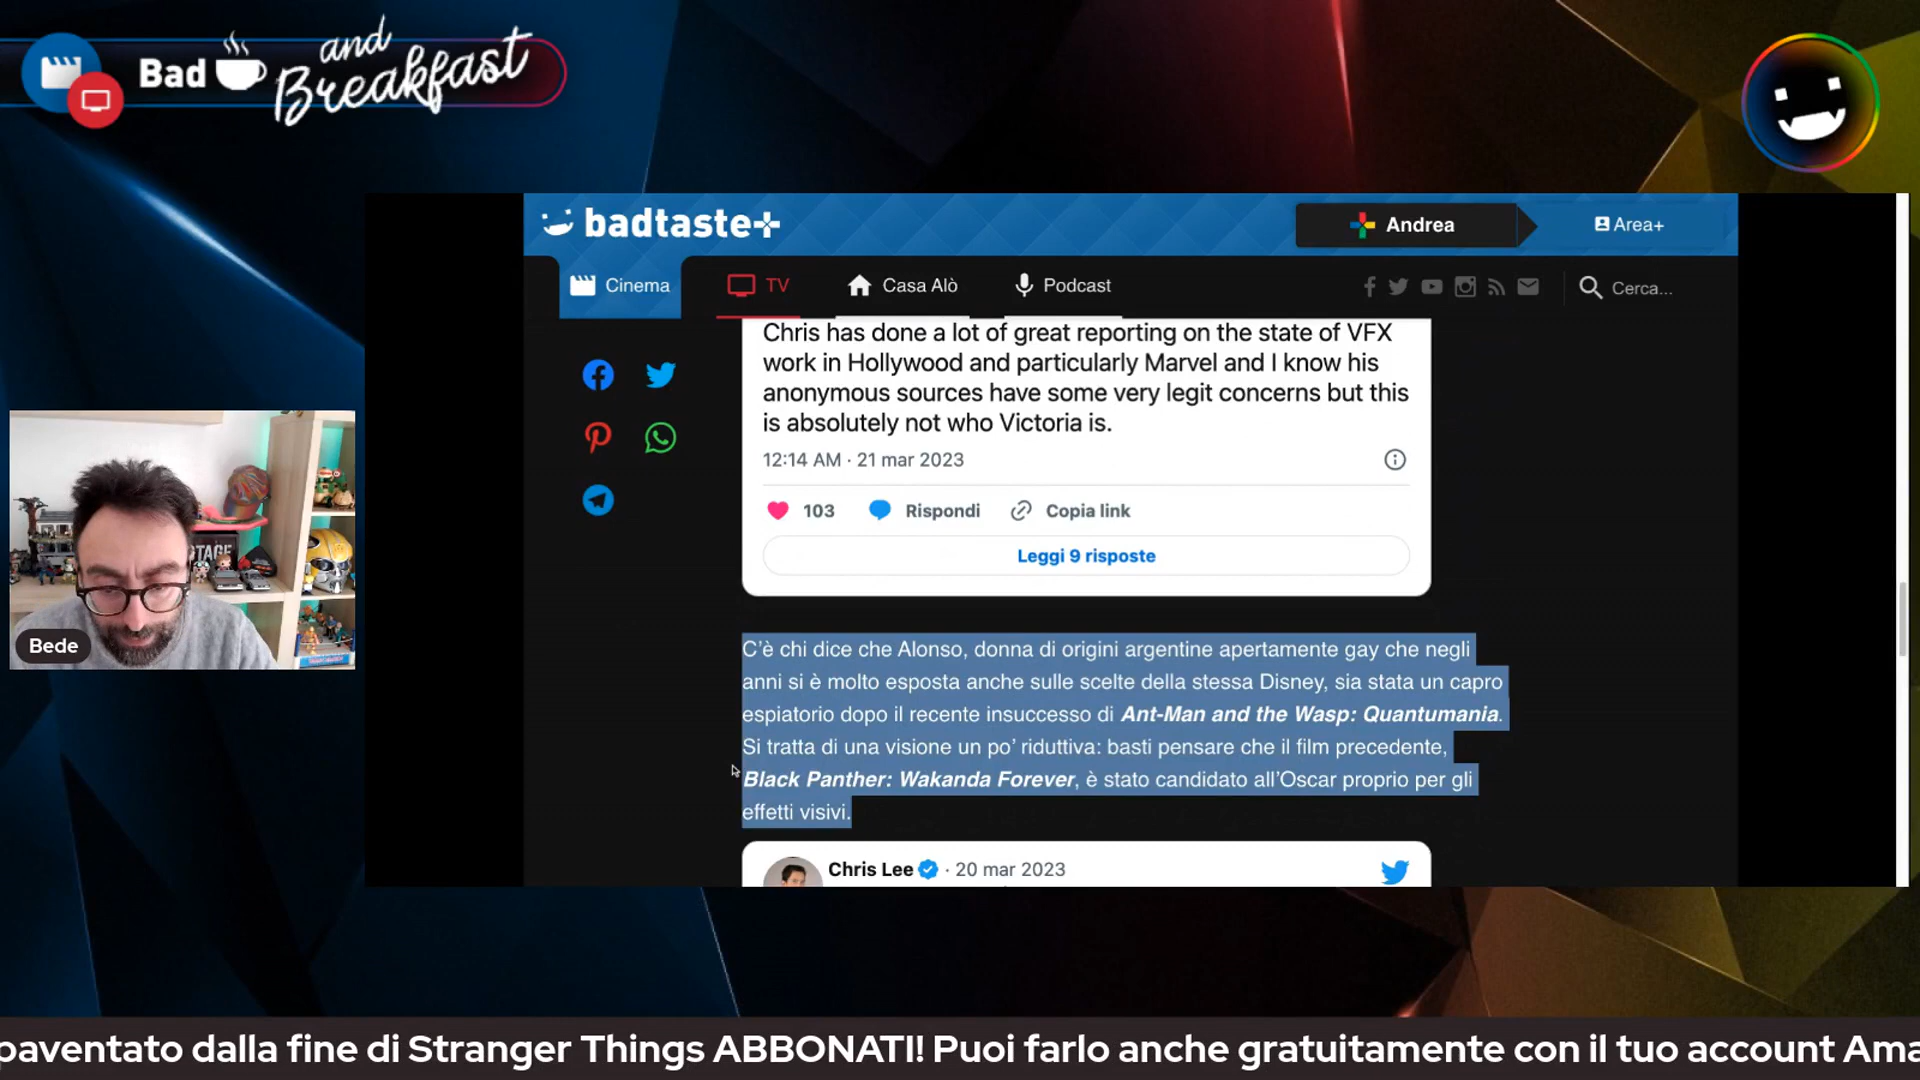 Bad and Breakfast
badtaste+
Andrea
Area+
Cinema
TV
Casa Alò
Podcast
Cerca...
Chris has done a lot of great reporting on the state of VFX
work in Hollywood and particularly Marvel and I know his
anonymous sources have some very legit concerns but this
is absolutely not who Victoria is.
12:14 AM · 21 mar 2023
103
Rispondi
Copia link
Leggi 9 risposte
Bede
C'è chi dice che Alonso, donna di origini argentine apertamente gay che negli
anni si è molto esposta anche sulle scelte della stessa Disney, sia stata un capro
espiatorio dopo il recente insuccesso di Ant-Man and the Wasp: Quantumania.
Si tratta di una visione un po' riduttiva: basti pensare che il film precedente,
Black Panther: Wakanda Forever, è stato candidato all'Oscar proprio per gli
effetti visivi.
Chris Lee · 20 mar 2023
paventato dalla fine di Stranger Things ABBONATI! Puoi farlo anche gratuitamente con il tuo account Ama